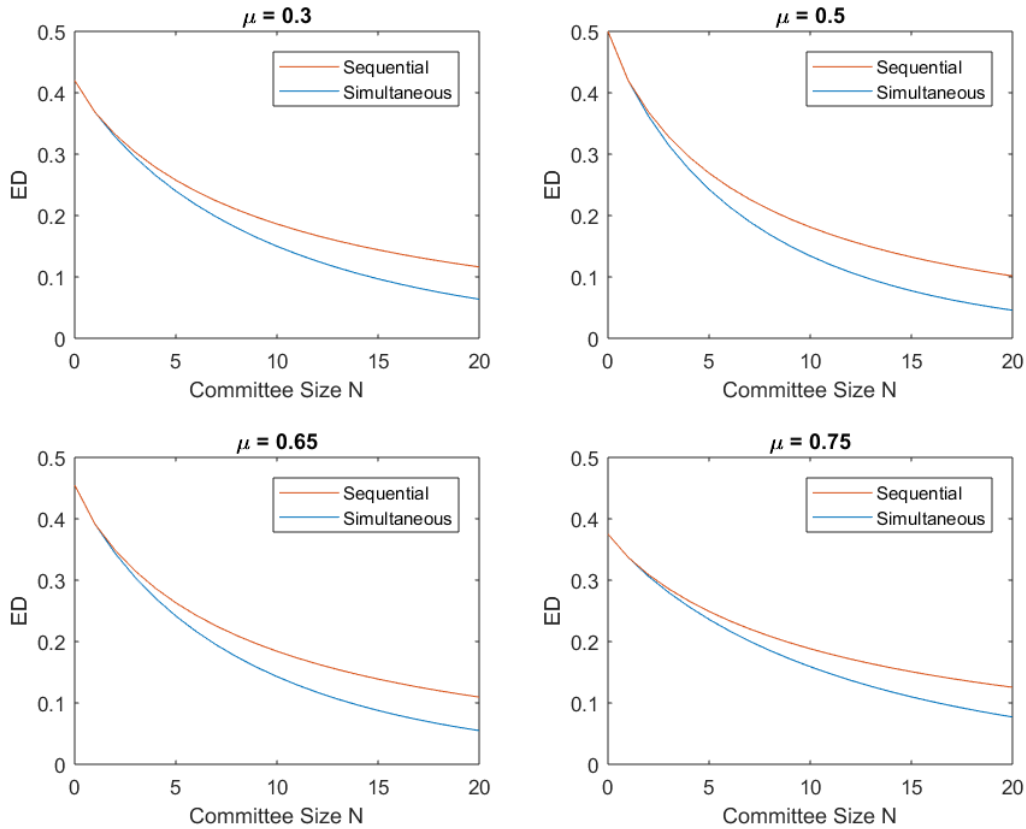 μ = 0.3
0.5
0.4
0.3
0.2
0.1
0
ED
Sequential
Simultaneous
0 5 10 15 20
Committee Size N
μ = 0.5
0.5
0.4
0.3
0.2
0.1
0
ED
Sequential
Simultaneous
0 5 10 15 20
Committee Size N
μ = 0.65
0.5
0.4
0.3
0.2
0.1
0
ED
Sequential
Simultaneous
0 5 10 15 20
Committee Size N
μ = 0.75
0.5
0.4
0.3
0.2
0.1
0
ED
Sequential
Simultaneous
0 5 10 15 20
Committee Size N